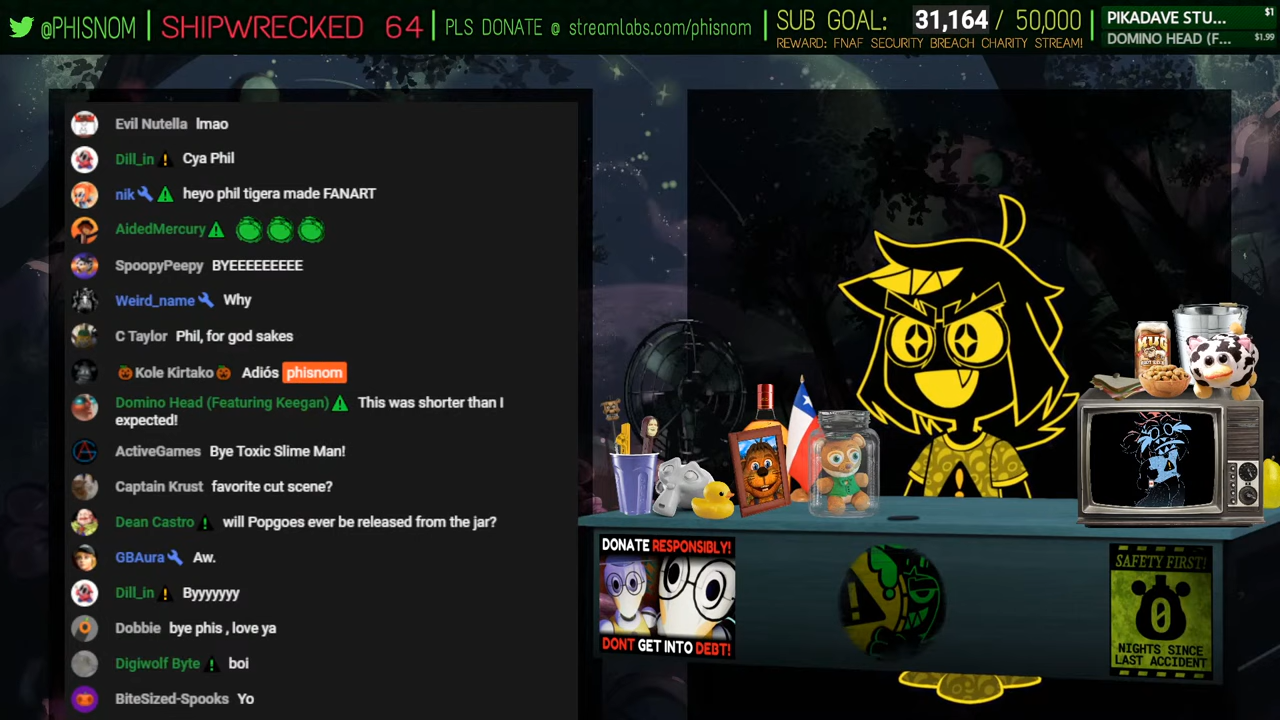 @PHISNOM | SHIPWRECKED 64 | PLS DONATE @ streamlabs.com/phisnom | SUB GOAL: 31,164 / 50,000
REWARD: FNAF SECURITY BREACH CHARITY STREAM!
PIKADAVE STU... $1
DOMINO HEAD (F... $1.99
Evil Nutella lmao
Dill_in Cya Phil
nik heyo phil tigera made FANART
AidedMercury
SpoopyPeepy BYEEEEEEEEE
Weird_name Why
C Taylor Phil, for god sakes
Kole Kirtako Adiós phisnom
Domino Head (Featuring Keegan) This was shorter than I
expected!
ActiveGames Bye Toxic Slime Man!
Captain Krust favorite cut scene?
Dean Castro will Popgoes ever be released from the jar?
GBAura Aw.
Dill_in Byyyyyy
Dobbie bye phis , love ya
Digiwolf Byte boi
BiteSized-Spooks Yo
MUG
DONATE RESPONSIBLY!
DONT GET INTO DEBT!
SAFETY FIRST!
0
NIGHTS SINCE
LAST ACCIDENT